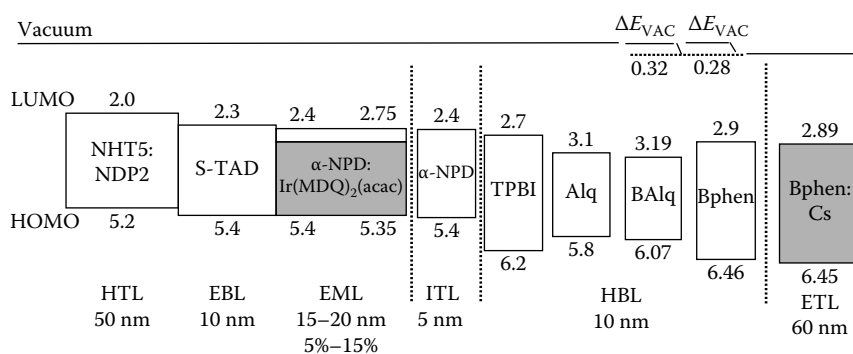 Vacuum
ΔE_VAC ΔE_VAC
0.32 0.28
LUMO 2.0 2.3 2.4 2.75 2.4 2.7 3.1 3.19 2.9 2.89
NHT5:
NDP2
S-TAD
α-NPD:
Ir(MDQ)₂(acac)
α-NPD
TPBI
Alq
BAlq
Bphen
Bphen:
Cs
HOMO 5.2 5.4 5.4 5.35 5.4 6.2 5.8 6.07 6.46 6.45
HTL
50 nm
EBL
10 nm
EML
15–20 nm
5%–15%
ITL
5 nm
HBL
10 nm
ETL
60 nm